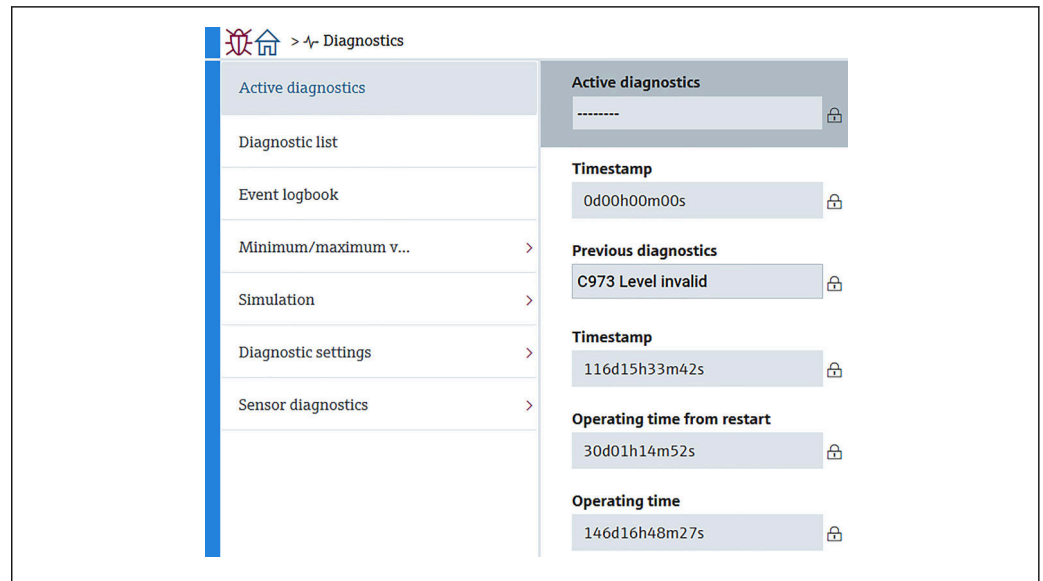 > Diagnostics
Active diagnostics
Diagnostic list
Event logbook
Minimum/maximum v...
Simulation
Diagnostic settings
Sensor diagnostics
Active diagnostics
--------
Timestamp
0d00h00m00s
Previous diagnostics
C973 Level invalid
Timestamp
116d15h33m42s
Operating time from restart
30d01h14m52s
Operating time
146d16h48m27s